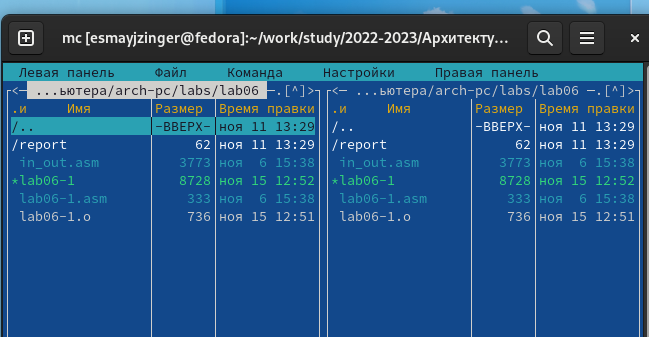 mc [esmayjzinger@fedora]:~/work/study/2022-2023/Архитекту...
Левая панель Файл Команда Настройки Правая панель
<— ...ьютера/arch-pc/labs/lab06 —.[^]> <— ...ьютера/arch-pc/labs/lab06 —.[^]>
.и Имя Размер Время правки .и Имя Размер Время правки
/.. -ВВЕРХ- ноя 11 13:29 /.. -ВВЕРХ- ноя 11 13:29
/report 62 ноя 11 13:29 /report 62 ноя 11 13:29
in_out.asm 3773 ноя 6 15:38 in_out.asm 3773 ноя 6 15:38
*lab06-1 8728 ноя 15 12:52 *lab06-1 8728 ноя 15 12:52
lab06-1.asm 333 ноя 6 15:38 lab06-1.asm 333 ноя 6 15:38
lab06-1.o 736 ноя 15 12:51 lab06-1.o 736 ноя 15 12:51